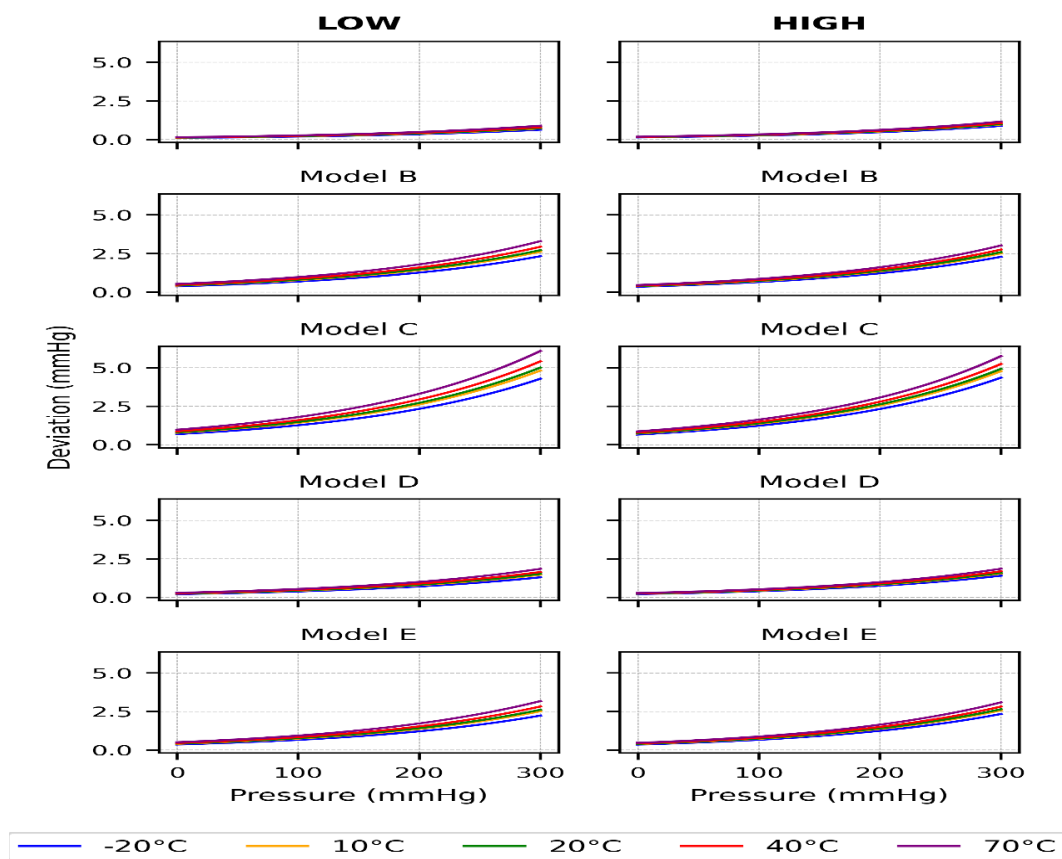 LOW HIGH
5.0
2.5
0.0
Model B Model B
5.0
2.5
0.0
Model C Model C
5.0
2.5
0.0
Deviation (mmHg)
Model D Model D
5.0
2.5
0.0
Model E Model E
5.0
2.5
0.0
0 100 200 300 0 100 200 300
Pressure (mmHg) Pressure (mmHg)
-20°C 10°C 20°C 40°C 70°C